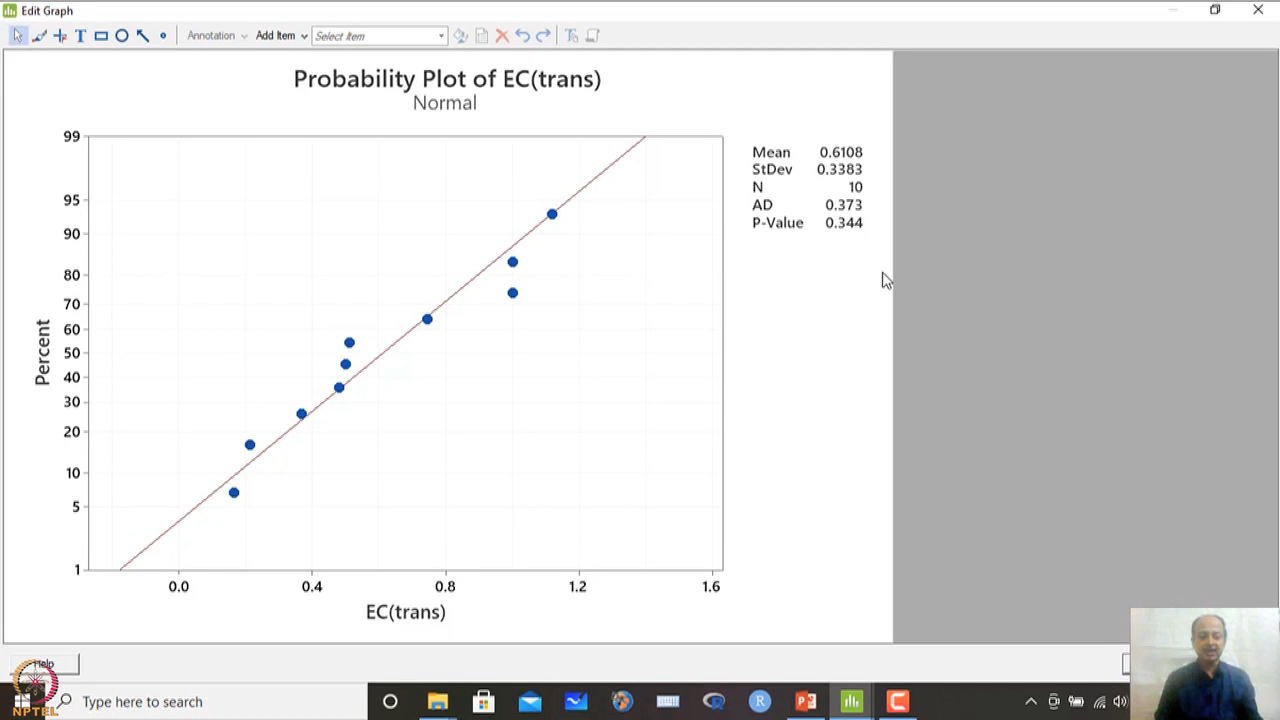 Edit Graph
T
Annotation
Add Item
Select Item
Probability Plot of EC(trans)
Normal
99
95
90
80
70
60
50
40
30
20
10
5
1
Percent
0.0 0.4 0.8 1.2 1.6
EC(trans)
Mean 0.6108
StDev 0.3383
N 10
AD 0.373
P-Value 0.344
Help
NPTEL
Type here to search
R